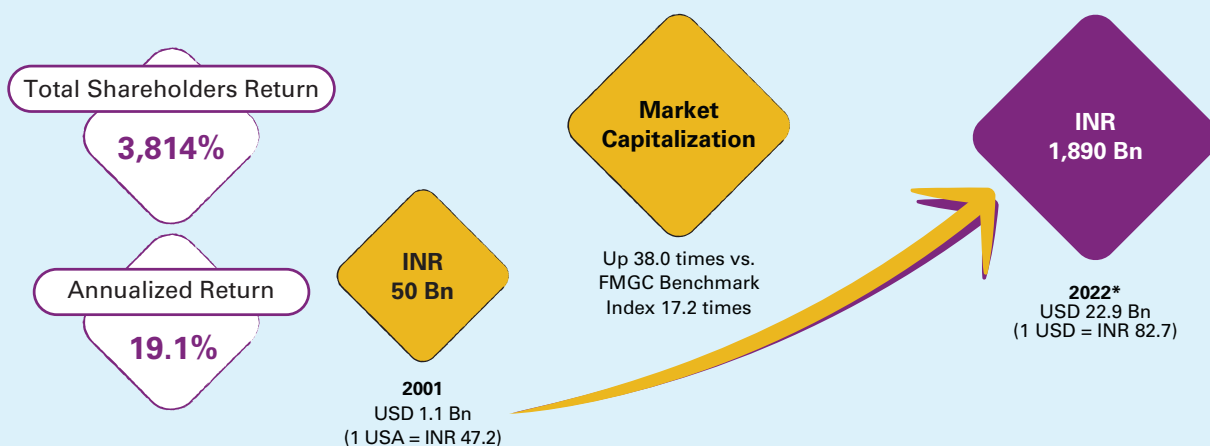 Total Shareholders Return
3,814%
Annualized Return
19.1%
INR
50 Bn
2001
USD 1.1 Bn
(1 USA = INR 47.2)
Market
Capitalization
Up 38.0 times vs.
FMGC Benchmark
Index 17.2 times
INR
1,890 Bn
2022*
USD 22.9 Bn
(1 USD = INR 82.7)